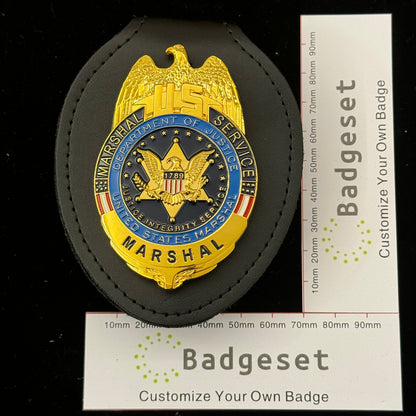 U.S.
MARSHAL SERVICE
DEPARTMENT OF JUSTICE
1789
JUSTICE INTEGRITY SERVICE
UNITED STATES MARSHAL
MARSHAL
10mm 20mm 30mm 40mm 50mm 60mm 70mm 80mm 90mm
Badgeset
Customize Your Own Badge
10mm 20mm 30mm 40mm 50mm 60mm 70mm 80mm 90mm
Badgeset
Customize Your Own Badge